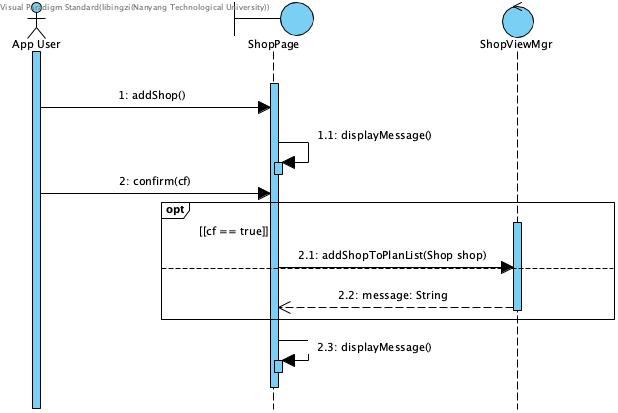 Visual Paradigm Standard(libingzi(Nanyang Technological University))
App User
ShopPage
ShopViewMgr
1: addShop()
1.1: displayMessage()
2: confirm(cf)
opt
[[cf == true]]
2.1: addShopToPlanList(Shop shop)
2.2: message: String
2.3: displayMessage()